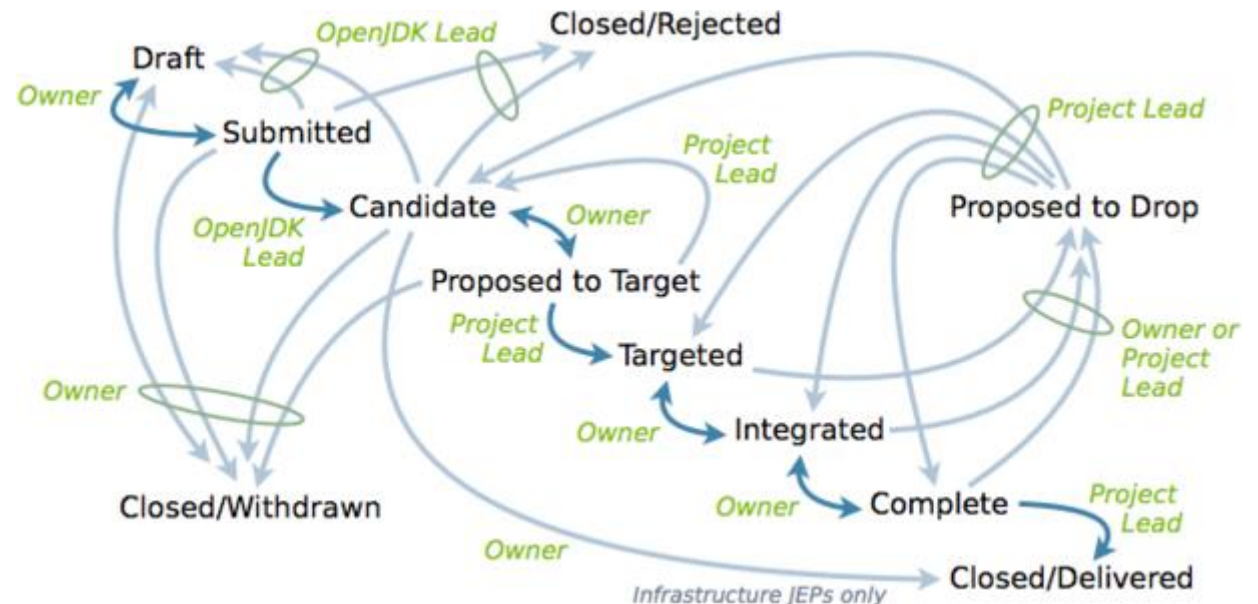 Closed/Rejected
OpenJDK Lead
Draft
Owner
Project Lead
Submitted
Project
Lead
Candidate
Owner
Proposed to Drop
OpenJDK
Lead
Proposed to Target
Project
Lead
Owner or
Project
Lead
Targeted
Owner
Owner
Integrated
Closed/Withdrawn
Owner
Complete
Project
Lead
Owner
Closed/Delivered
Infrastructure JEPs only